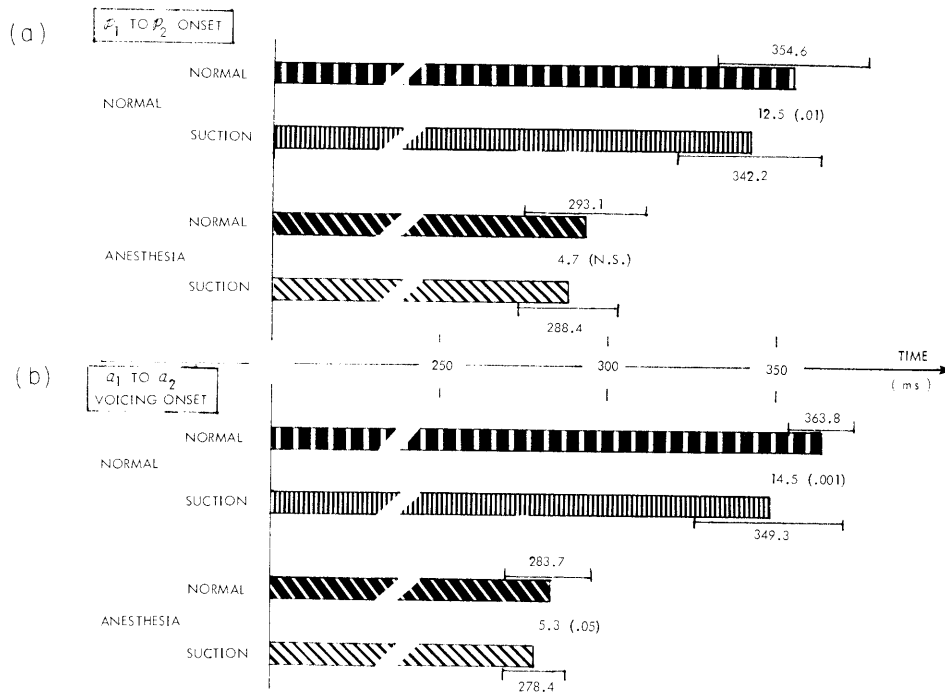 (a)
P1 TO P2 ONSET
354.6
NORMAL
12.5 (.01)
NORMAL
SUCTION
342.2
293.1
NORMAL
4.7 (N.S.)
ANESTHESIA
SUCTION
288.4
250 300 350 TIME
(ms)
(b)
a1 TO a2
VOICING ONSET
363.8
NORMAL
NORMAL
14.5 (.001)
SUCTION
349.3
283.7
NORMAL
5.3 (.05)
ANESTHESIA
SUCTION
278.4